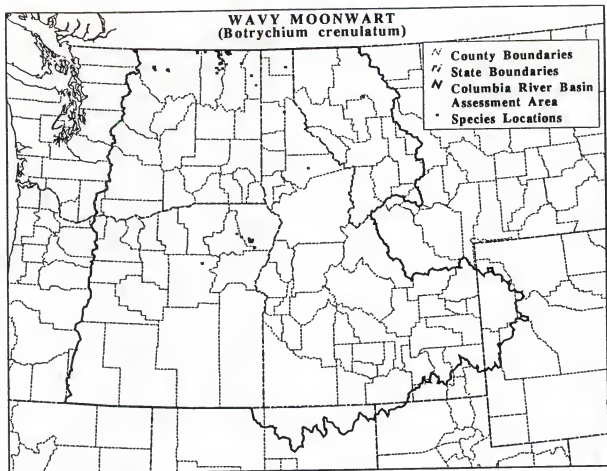 WAVY MOONWART
(Botrychium crenulatum)
County Boundaries
State Boundaries
Columbia River Basin
Assessment Area
Species Locations